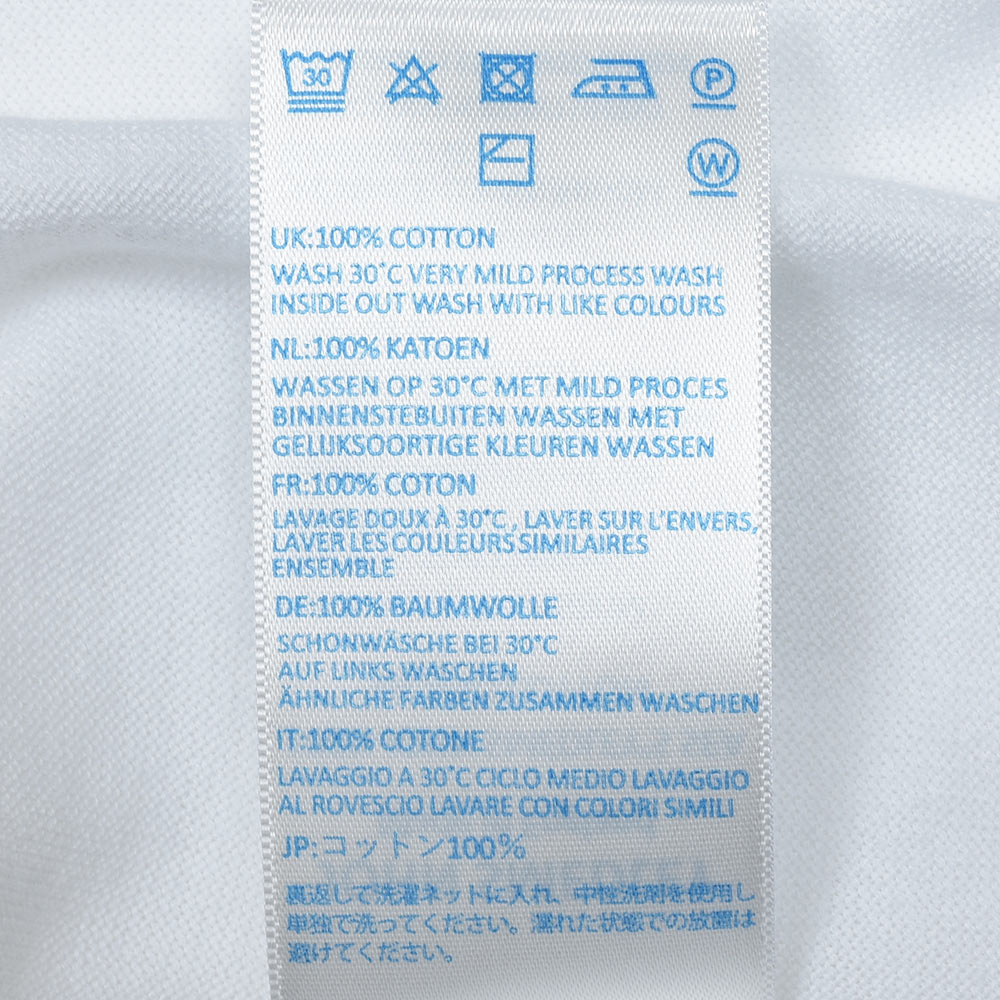 30 P
W
UK:100% COTTON
WASH 30°C VERY MILD PROCESS WASH
INSIDE OUT WASH WITH LIKE COLOURS
NL:100% KATOEN
WASSEN OP 30°C MET MILD PROCES
BINNENSTEBUITEN WASSEN MET
GELIJKSOORTIGE KLEUREN WASSEN
FR:100% COTON
LAVAGE DOUX À 30°C , LAVER SUR L'ENVERS,
LAVER LES COULEURS SIMILAIRES
ENSEMBLE
DE:100% BAUMWOLLE
SCHONWÄSCHE BEI 30°C
AUF LINKS WASCHEN
ÄHNLICHE FARBEN ZUSAMMEN WASCHEN
IT:100% COTONE
LAVAGGIO A 30°C CICLO MEDIO LAVAGGIO
AL ROVESCIO LAVARE CON COLORI SIMILI
JP:コットン100%
裏返しで洗濯ネットに入れ、中性洗剤を使用し
単独で洗ってください。濡れた状態での放置は
避けてください。